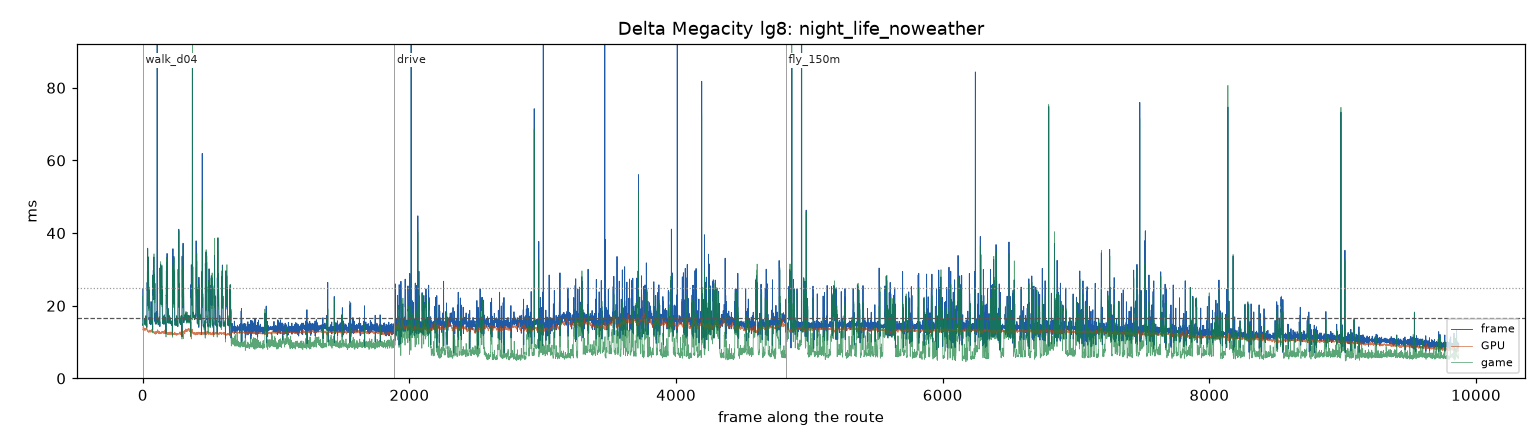 Delta Megacity lg8: night_life_noweather
walk_d04
drive
fly_150m
80
60
40
20
0
ms
frame
GPU
game
0
2000
4000
6000
8000
10000
frame along the route